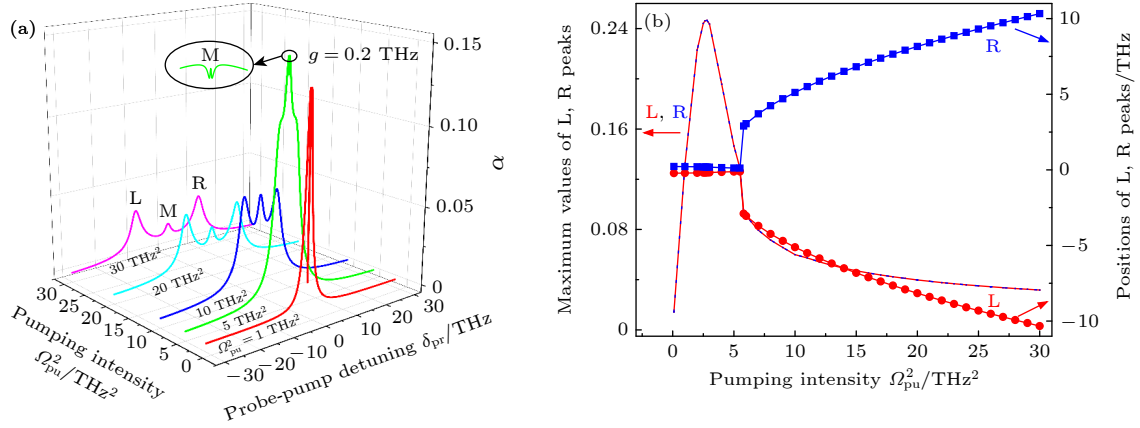 (a)
M
g = 0.2 THz
0.15
0.10
0.05
0
α
L
M
R
30 THz²
20 THz²
10 THz²
5 THz²
Ω²pu = 1 THz²
30
25
20
15
10
5
0
Pumping intensity
Ω²pu/THz²
−30
−20
−10
0
10
20
30
Probe-pump detuning δpr/THz
(b)
0.24
0.16
0.08
0
Maximum values of L, R peaks
L, R
R
L
10
5
0
−5
−10
Positions of L, R peaks/THz
0
5
10
15
20
25
30
Pumping intensity Ω²pu/THz²